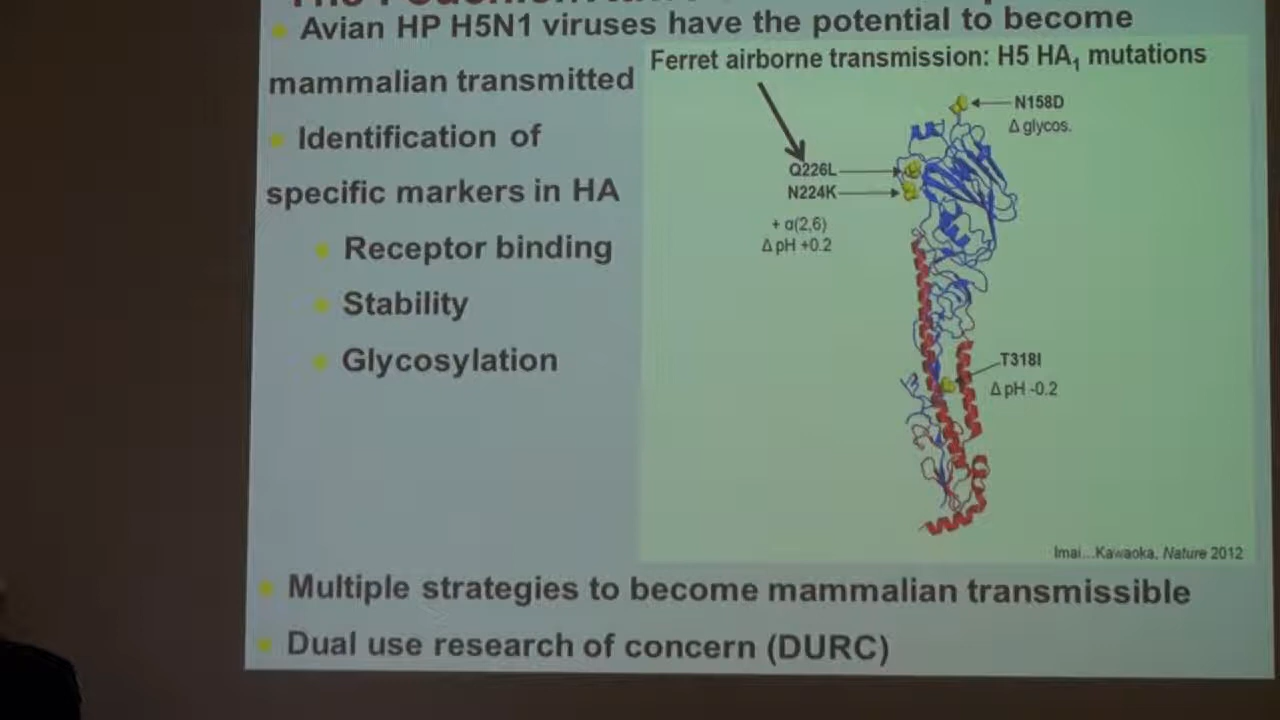 The
Avian HP H5N1 viruses have the potential to become
mammalian transmitted
Identification of
specific markers in HA
Receptor binding
Stability
Glycosylation
Ferret airborne transmission: H5 HA₁ mutations
N158D
Δ glycos.
Q226L
N224K
+ α(2,6)
Δ pH +0.2
T318I
Δ pH -0.2
Imai...Kawaoka, Nature 2012
Multiple strategies to become mammalian transmissible
Dual use research of concern (DURC)